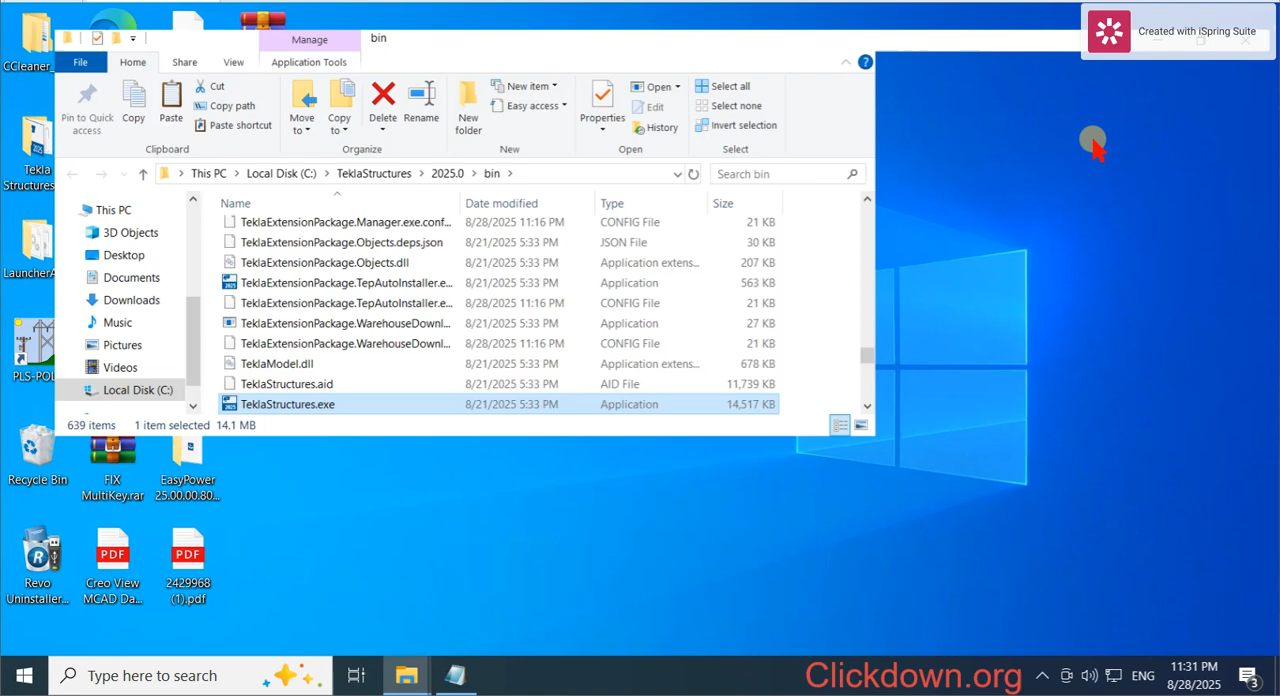 Created with iSpring Suite
CCleaner_
Manage
bin
File
Home
Share
View
Application Tools
Pin to Quick access
Copy
Paste
Cut
Copy path
Paste shortcut
Clipboard
Move to
Copy to
Delete
Rename
Organize
New folder
New item
Easy access
New
Properties
Open
Edit
History
Open
Select all
Select none
Invert selection
Select
This PC > Local Disk (C:) > TeklaStructures > 2025.0 > bin >
Search bin
Tekla
Structures
This PC
3D Objects
Desktop
Documents
Downloads
Music
Pictures
Videos
Local Disk (C:)
Name Date modified Type Size
TeklaExtensionPackage.Manager.exe.conf... 8/28/2025 11:16 PM CONFIG File 21 KB
TeklaExtensionPackage.Objects.deps.json 8/21/2025 5:33 PM JSON File 30 KB
TeklaExtensionPackage.Objects.dll 8/21/2025 5:33 PM Application extens... 207 KB
TeklaExtensionPackage.TepAutoInstaller.e... 8/21/2025 5:33 PM Application 563 KB
TeklaExtensionPackage.TepAutoInstaller.e... 8/28/2025 11:16 PM CONFIG File 21 KB
TeklaExtensionPackage.WarehouseDownl... 8/21/2025 5:33 PM Application 27 KB
TeklaExtensionPackage.WarehouseDownl... 8/28/2025 11:16 PM CONFIG File 21 KB
TeklaModel.dll 8/21/2025 5:33 PM Application extens... 678 KB
TeklaStructures.aid 8/21/2025 5:33 PM AID File 11,739 KB
TeklaStructures.exe 8/21/2025 5:33 PM Application 14,517 KB
639 items 1 item selected 14.1 MB
LauncherA
PLS-POL
Recycle Bin
FIX
MultiKey.rar
EasyPower
25.00.00.80...
Revo
Uninstaller...
PDF
Creo View
MCAD Da...
PDF
2429968
(1).pdf
Type here to search
Clickdown.org
ENG
11:31 PM
8/28/2025
3